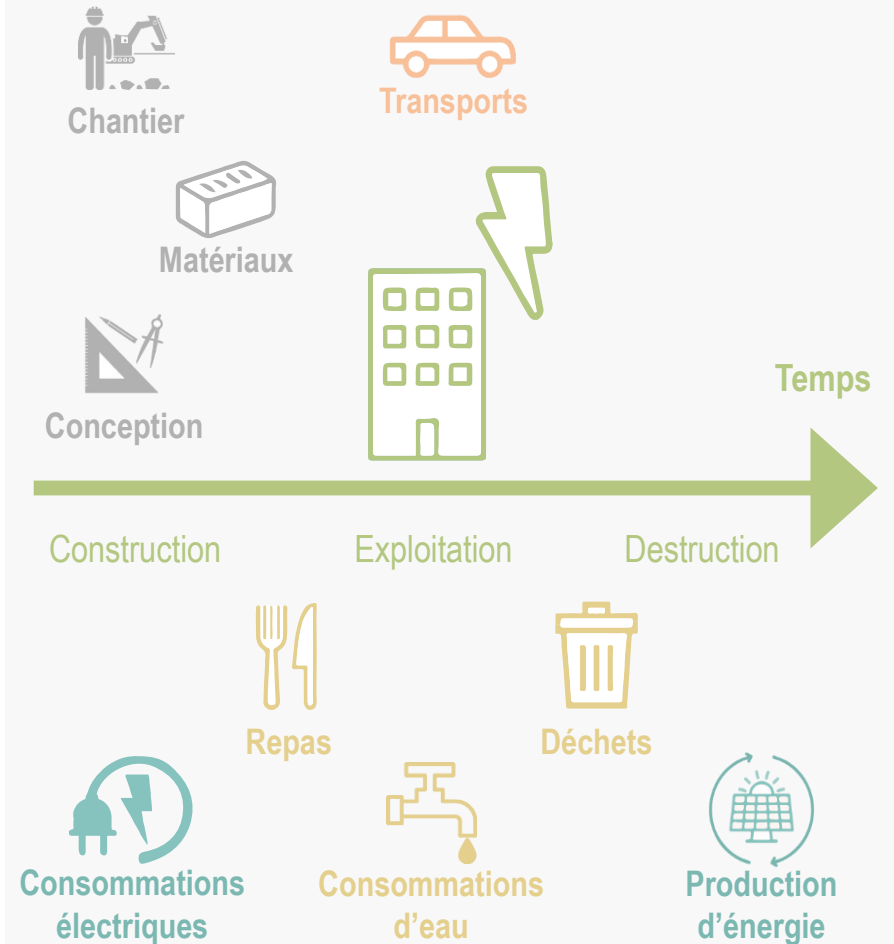 Chantier
Transports
Matériaux
Conception
Temps
Construction
Exploitation
Destruction
Repas
Déchets
Consommations
électriques
Consommations
d'eau
Production
d'énergie